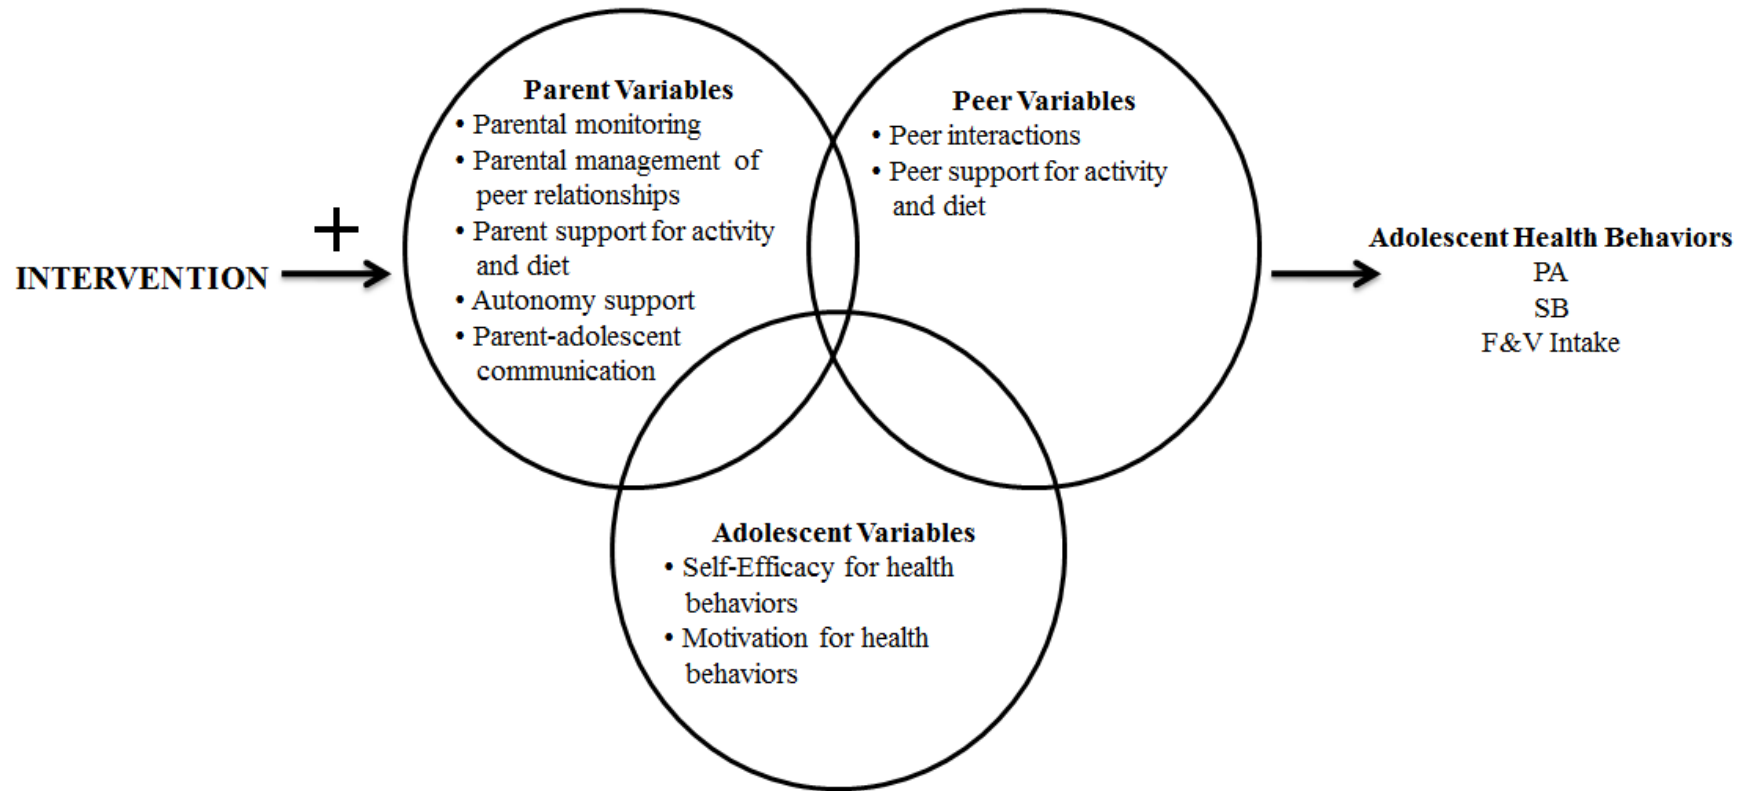 INTERVENTION
+
Parent Variables
• Parental monitoring
• Parental management of
peer relationships
• Parent support for activity
and diet
• Autonomy support
• Parent-adolescent
communication
Peer Variables
• Peer interactions
• Peer support for activity
and diet
Adolescent Variables
• Self-Efficacy for health
behaviors
• Motivation for health
behaviors
Adolescent Health Behaviors
PA
SB
F&V Intake